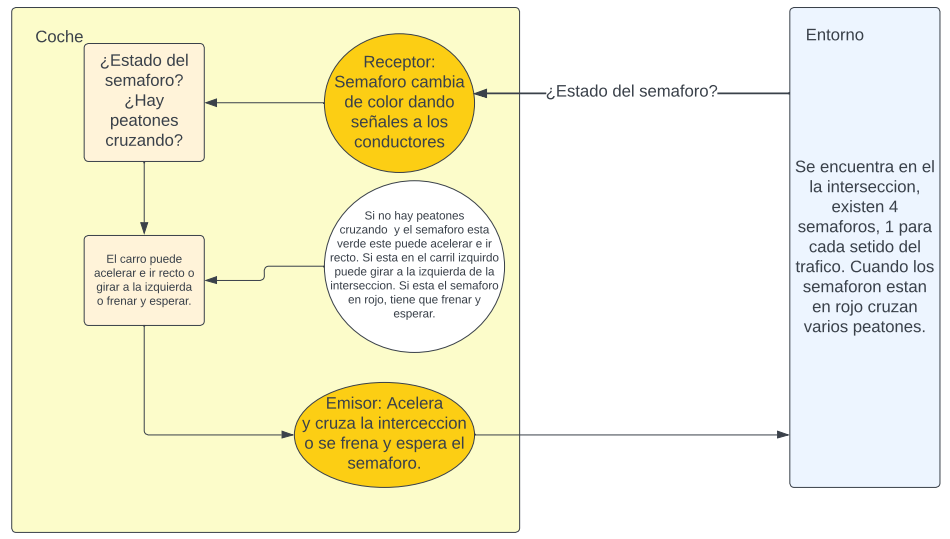 Coche
¿Estado del
semaforo?
¿Hay
peatones
cruzando?
Receptor:
Semaforo cambia
de color dando
señales a los
conductores
¿Estado del semaforo?
Entorno
Se encuentra en el
la interseccion,
existen 4
semaforos, 1 para
cada setido del
trafico. Cuando los
semaforon estan
en rojo cruzan
varios peatones.
Si no hay peatones
cruzando y el semaforo esta
verde este puede acelerar e ir
recto. Si esta en el carril izquirdo
puede girar a la izquierda de la
interseccion. Si esta el semaforo
en rojo, tiene que frenar y
esperar.
El carro puede
acelerar e ir recto o
girar a la izquierda
o frenar y esperar.
Emisor: Acelera
y cruza la interceccion
o se frena y espera el
semaforo.